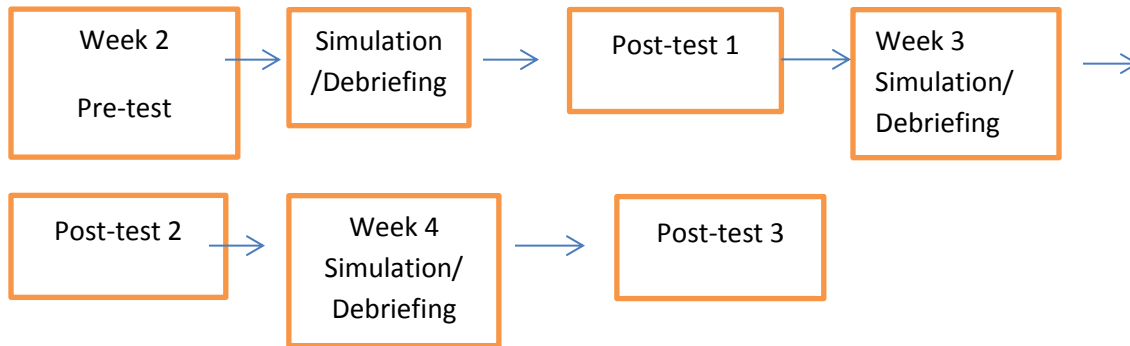 Week 2
Pre-test
Simulation
/Debriefing
Post-test 1
Week 3
Simulation/
Debriefing
Post-test 2
Week 4
Simulation/
Debriefing
Post-test 3